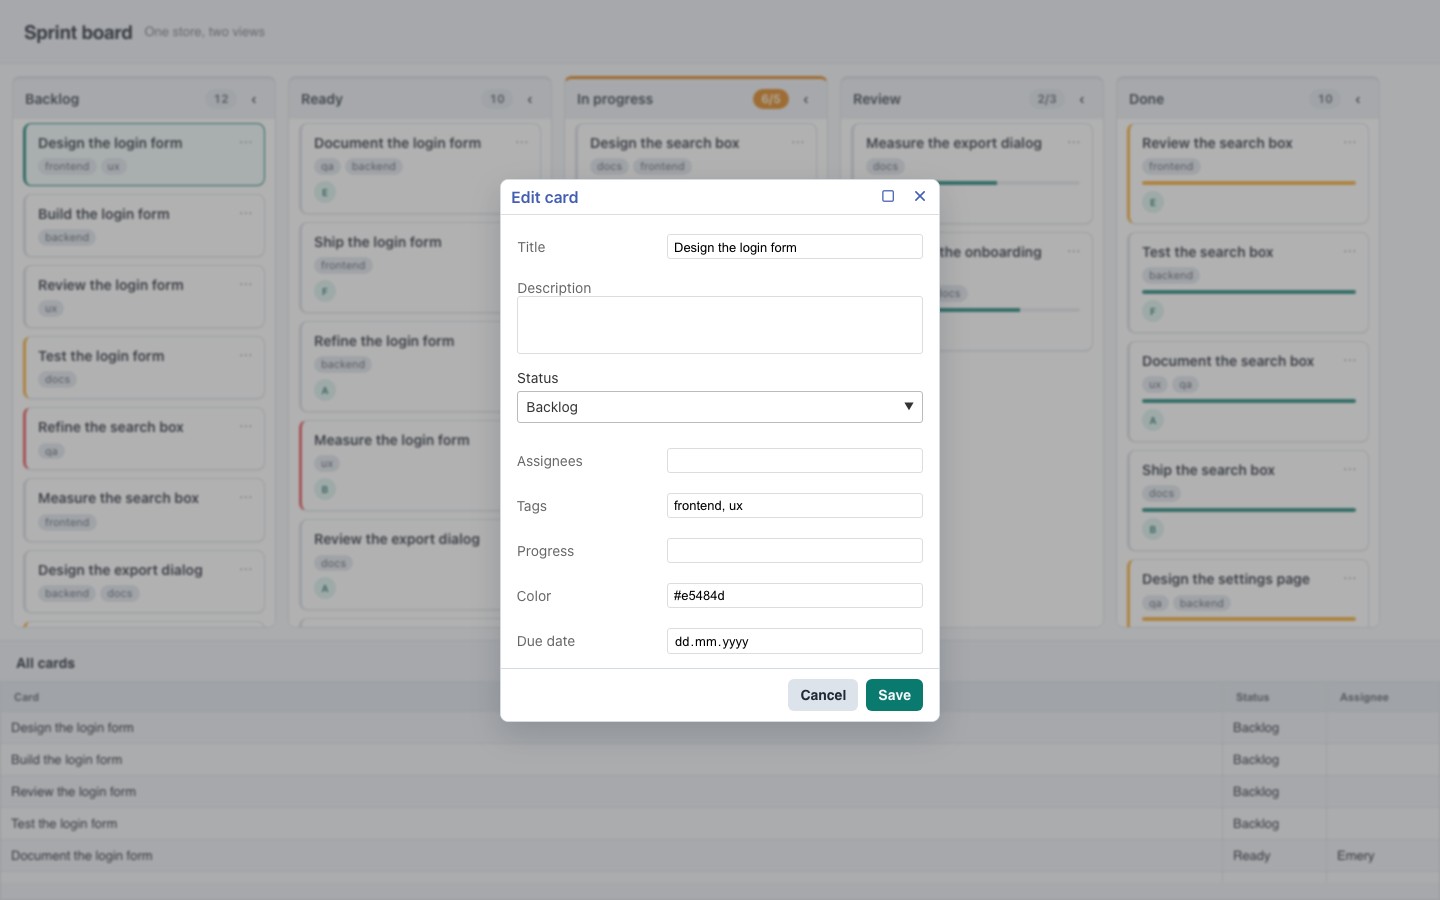 Sprint board One store, two views
Backlog 12
Design the login form
frontend ux
Build the login form
backend
Review the login form
ux
Test the login form
docs
Refine the search box
qa
Measure the search box
frontend
Design the export dialog
backend docs
Ready 10
Document the login form
qa backend
E
Ship the login form
frontend
F
Refine the login form
backend
A
Measure the login form
ux
B
Review the export dialog
docs
A
In progress 6/5
Design the search box
docs frontend
Review 2/3
Measure the export dialog
docs
the onboarding
docs
Done 10
Review the search box
frontend
E
Test the search box
backend
F
Document the search box
ux qa
A
Ship the search box
docs
B
Design the settings page
qa backend
Edit card
Title Design the login form
Description
Status
Backlog
Assignees
Tags frontend, ux
Progress
Color #e5484d
Due date dd.mm.yyyy
Cancel Save
All cards
Card Status Assignee
Design the login form Backlog
Build the login form Backlog
Review the login form Backlog
Test the login form Backlog
Document the login form Ready Emery